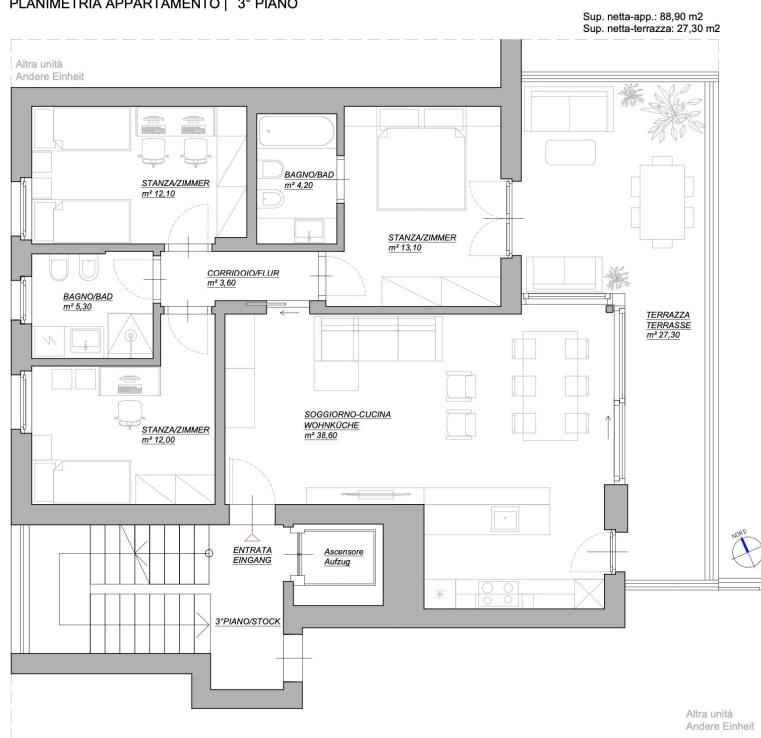 PLANIMETRIA APPARTAMENTO | 3° PIANO
Sup. netta-app.: 88,90 m2
Sup. netta-terrazza: 27,30 m2
Altra unità
Andere Einheit
STANZA/ZIMMER
m² 12,10
BAGNO/BAD
m² 4,20
STANZA/ZIMMER
m² 13,10
CORRIDOIO/FLUR
m² 3,60
BAGNO/BAD
m² 5,30
TERRAZZA
TERRASSE
m² 27,30
SOGGIORNO-CUCINA
WOHNKÜCHE
m² 38,60
STANZA/ZIMMER
m² 12,00
NORD
ENTRATA
EINGANG
Ascensore
Aufzug
3°PIANO/STOCK
Altra unità
Andere Einheit